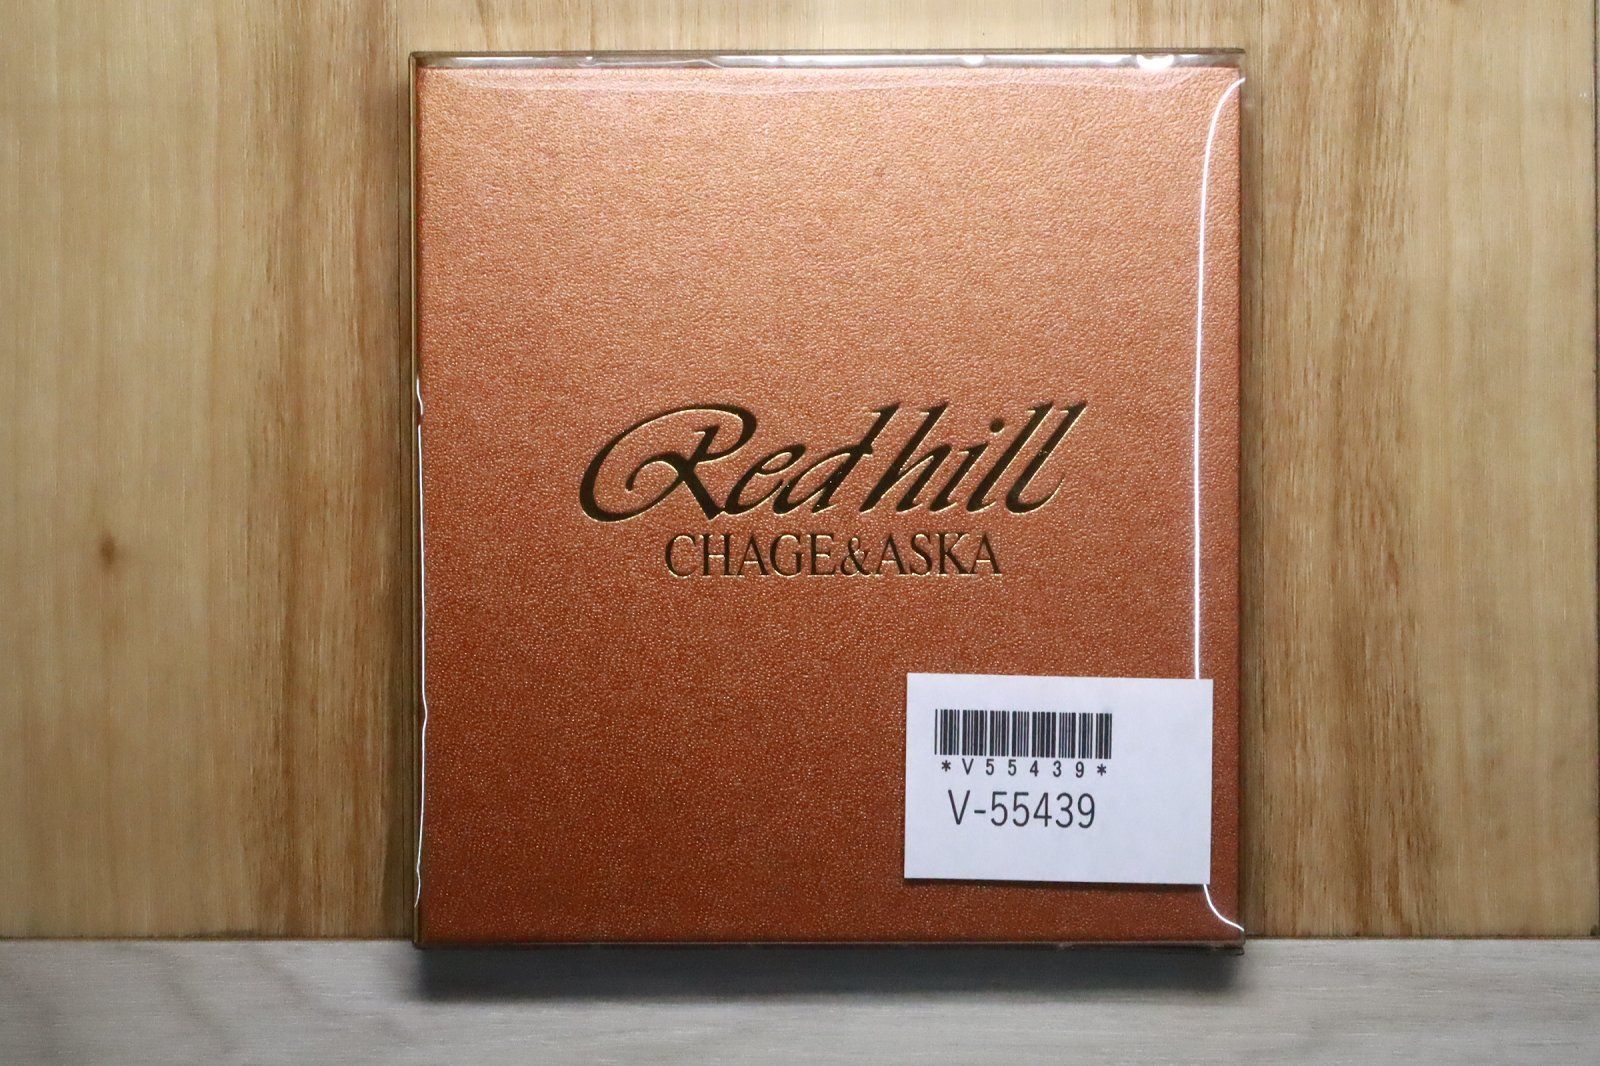 Red hill
CHAGE&ASKA
*V55439*
V-55439